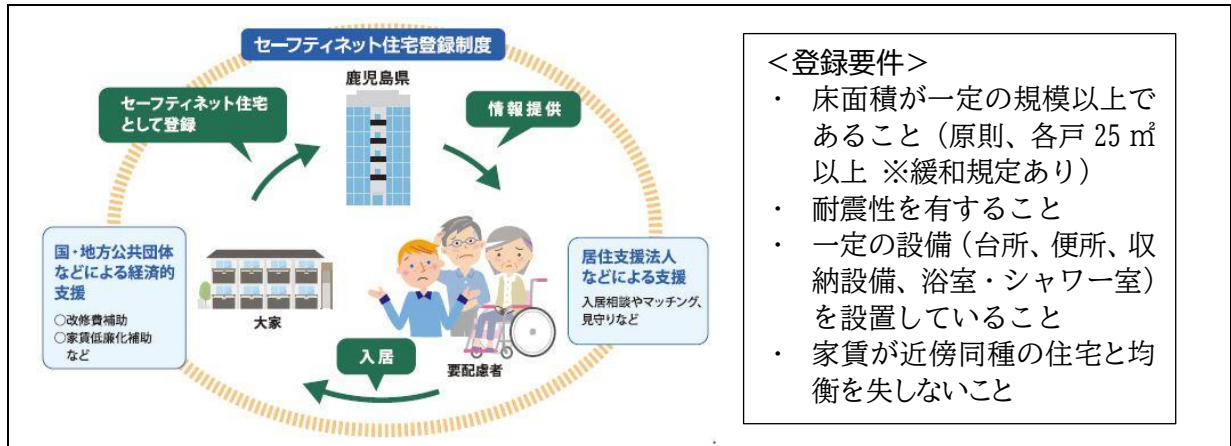 セーフティネット住宅登録制度
鹿児島県
セーフティネット住宅
として登録
情報提供
国・地方公共団体
などによる経済的
支援
○改修費補助
○家賃低廉化補助
など
大家
居住支援法人
などによる支援
入居相談やマッチング、
見守りなど
入居
要配慮者
＜登録要件＞
・ 床面積が一定の規模以上で
あること（原則、各戸 25 ㎡
以上 ※緩和規定あり）
・ 耐震性を有すること
・ 一定の設備（台所、便所、収
納設備、浴室・シャワー室）
を設置していること
・ 家賃が近傍同種の住宅と均
衡を失しないこと